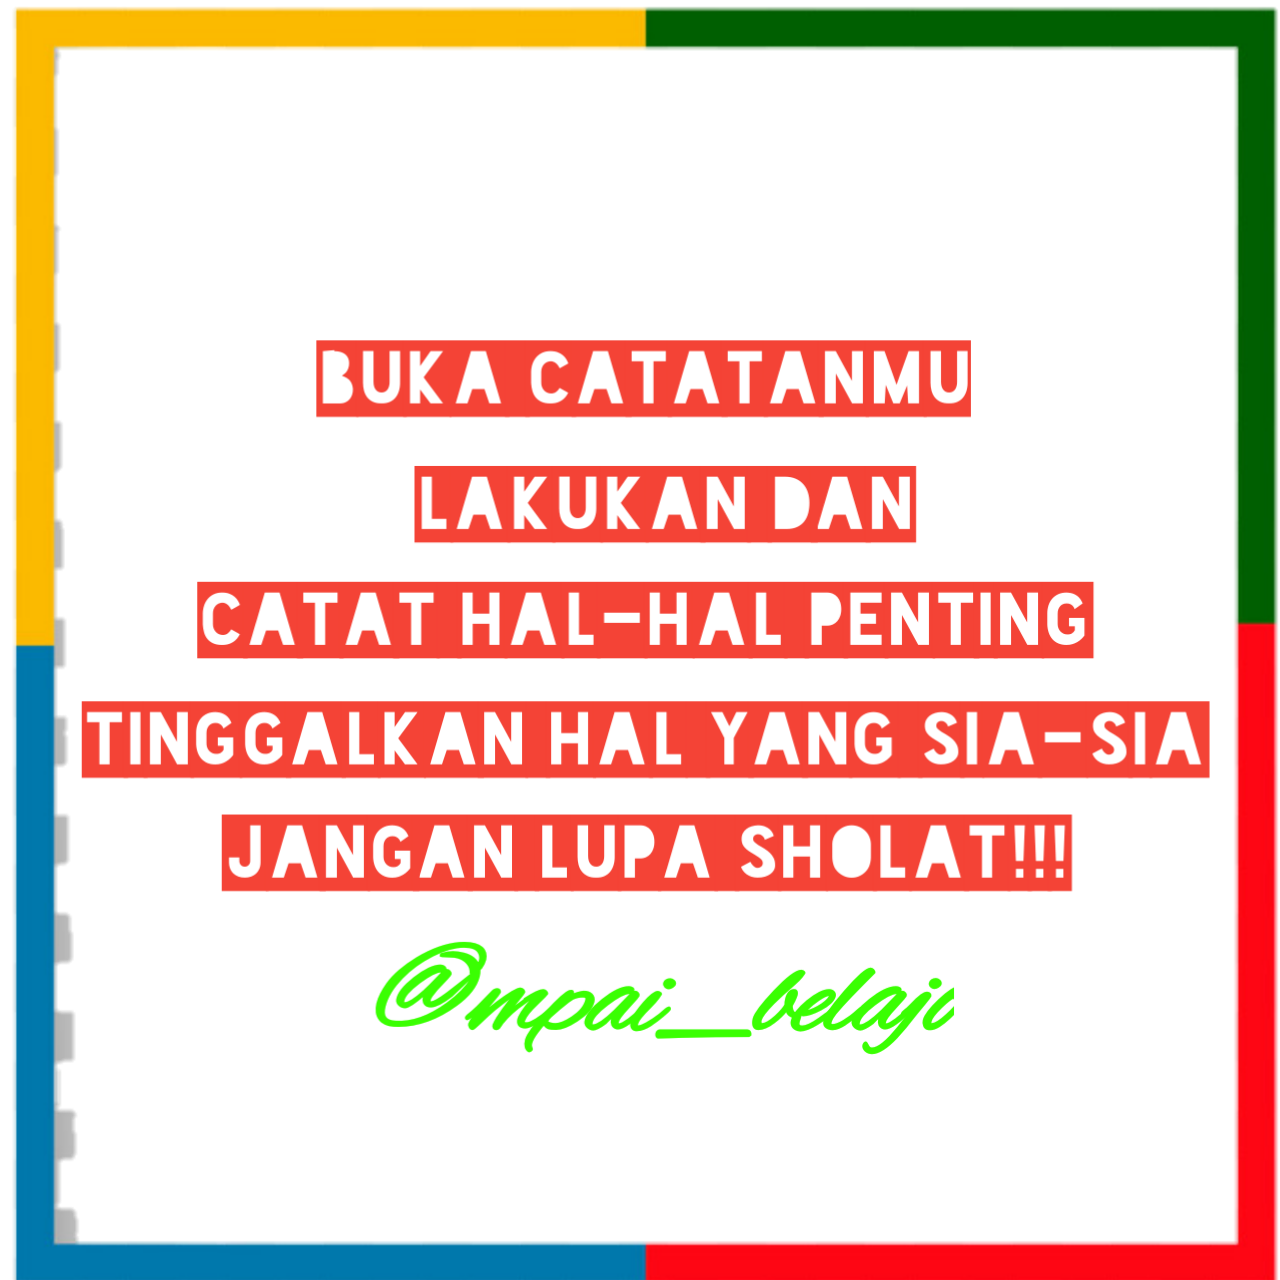 BUKA CATATANMU
LAKUKAN DAN
CATAT HAL-HAL PENTING
TINGGALKAN HAL YANG SIA-SIA
JANGAN LUPA SHOLAT!!!